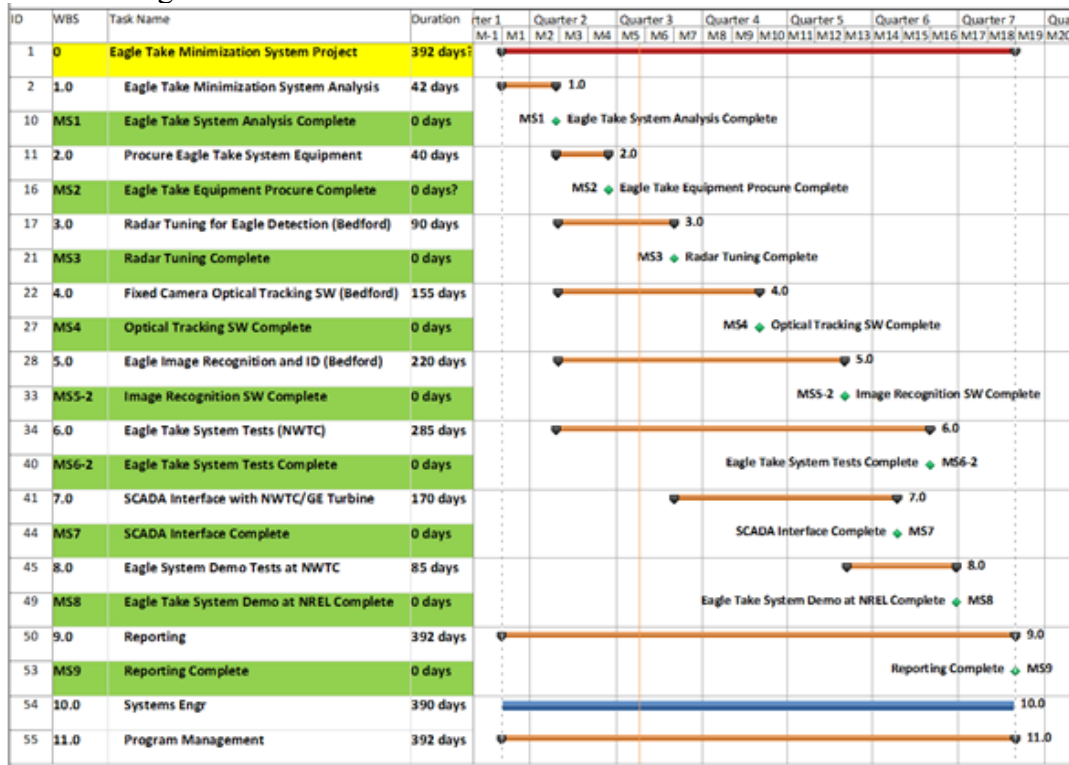 ID WBS Task Name Duration rter 1 Quarter 2 Quarter 3 Quarter 4 Quarter 5 Quarter 6 Quarter 7 Qua
M-1 M1 M2 M3 M4 M5 M6 M7 M8 M9 M10 M11 M12 M13 M14 M15 M16 M17 M18 M19 M20
1 0 Eagle Take Minimization System Project 392 days?
2 1.0 Eagle Take Minimization System Analysis 42 days 1.0
10 MS1 Eagle Take System Analysis Complete 0 days MS1 Eagle Take System Analysis Complete
11 2.0 Procure Eagle Take System Equipment 40 days 2.0
16 MS2 Eagle Take Equipment Procure Complete 0 days? MS2 Eagle Take Equipment Procure Complete
17 3.0 Radar Tuning for Eagle Detection (Bedford) 90 days 3.0
21 MS3 Radar Tuning Complete 0 days MS3 Radar Tuning Complete
22 4.0 Fixed Camera Optical Tracking SW (Bedford) 155 days 4.0
27 MS4 Optical Tracking SW Complete 0 days MS4 Optical Tracking SW Complete
28 5.0 Eagle Image Recognition and ID (Bedford) 220 days 5.0
33 MS5-2 Image Recognition SW Complete 0 days MS5-2 Image Recognition SW Complete
34 6.0 Eagle Take System Tests (NWTC) 285 days 6.0
40 MS6-2 Eagle Take System Tests Complete 0 days Eagle Take System Tests Complete MS6-2
41 7.0 SCADA Interface with NWTC/GE Turbine 170 days 7.0
44 MS7 SCADA Interface Complete 0 days SCADA Interface Complete MS7
45 8.0 Eagle System Demo Tests at NWTC 85 days 8.0
49 MS8 Eagle Take System Demo at NREL Complete 0 days Eagle Take System Demo at NREL Complete MS8
50 9.0 Reporting 392 days 9.0
53 MS9 Reporting Complete 0 days Reporting Complete MS9
54 10.0 Systems Engr 390 days 10.0
55 11.0 Program Management 392 days 11.0